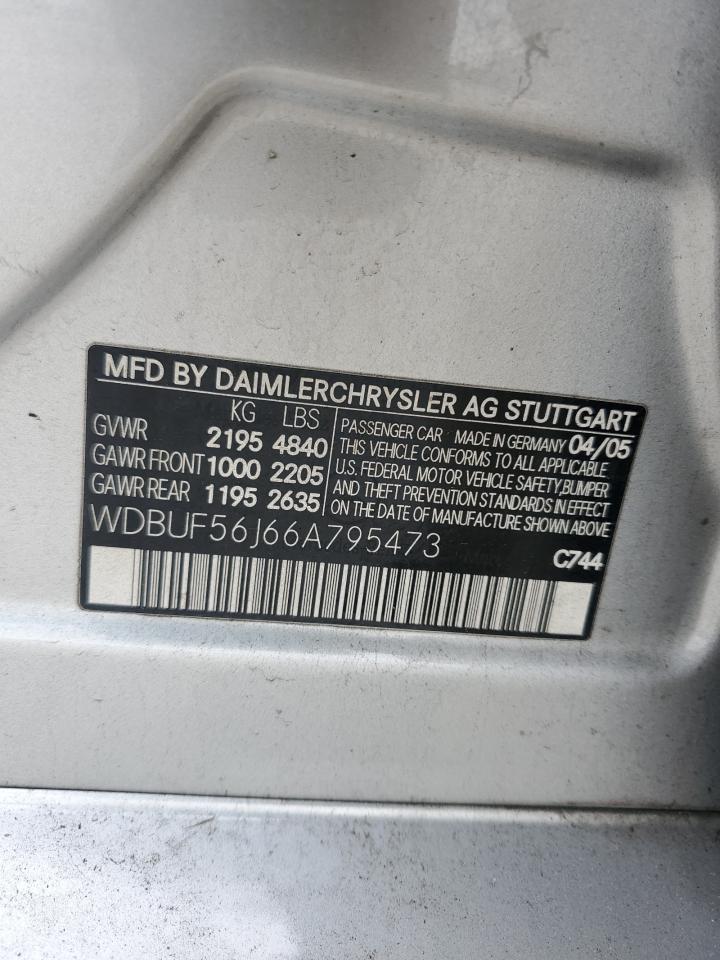 MFD BY DAIMLERCHRYSLER AG STUTTGART
KG LBS
GVWR 2195 4840
GAWR FRONT 1000 2205
GAWR REAR 1195 2635
PASSENGER CAR MADE IN GERMANY 04/05
THIS VEHICLE CONFORMS TO ALL APPLICABLE
U.S. FEDERAL MOTOR VEHICLE SAFETY, BUMPER
AND THEFT PREVENTION STANDARDS IN EFFECT
ON THE DATE OF MANUFACTURE SHOWN ABOVE
WDBUF56J66A795473
C744